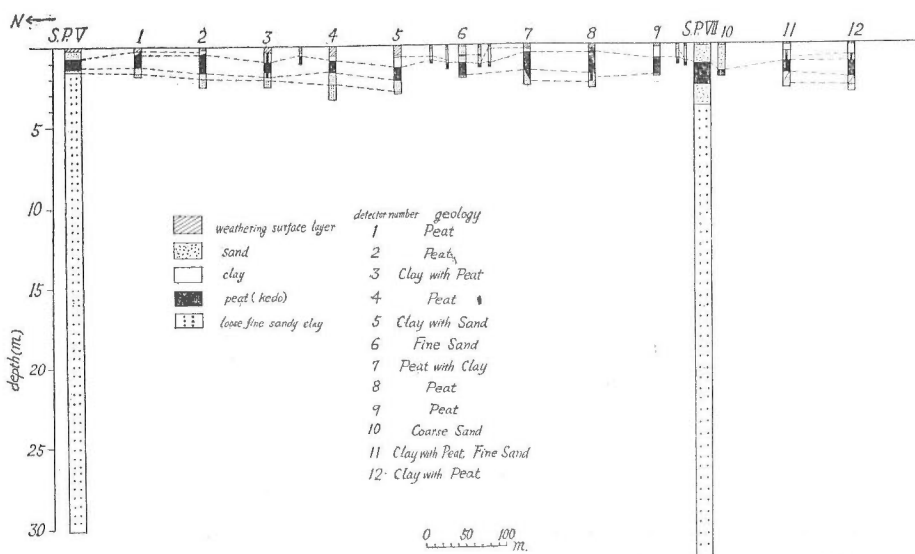 N ←
S.P.V 1 2 3 4 5 6 7 8 9 S.P.VII 10 11 12
5
10
15
20
25
30
depth(m.)
weathering surface layer
sand
clay
peat (kedo)
loose fine sandy clay
detector number geology
1 Peat
2 Peat
3 Clay with Peat
4 Peat
5 Clay with Sand
6 Fine Sand
7 Peat with Clay
8 Peat
9 Peat
10 Coarse Sand
11 Clay with Peat Fine Sand
12 Clay with Peat
0 50 100
m.